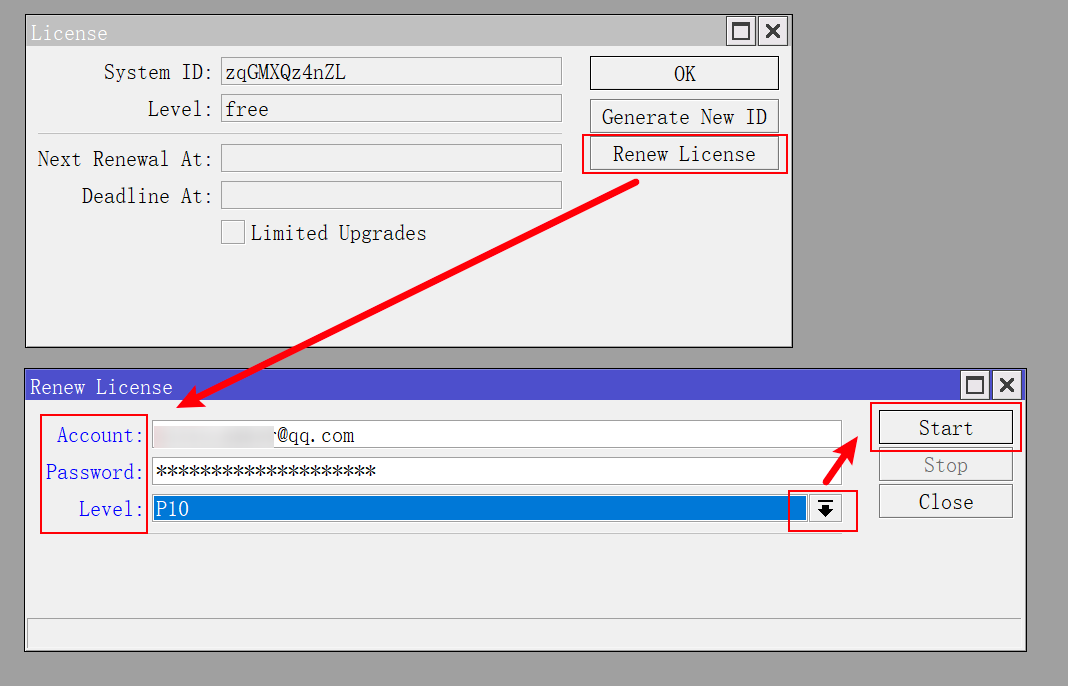 License
System ID: zqGMXQz4nZL
OK
Level: free
Generate New ID
Next Renewal At:
Renew License
Deadline At:
Limited Upgrades
Renew License
Account: @qq.com
Start
Password: ********************
Stop
Level: P10
Close